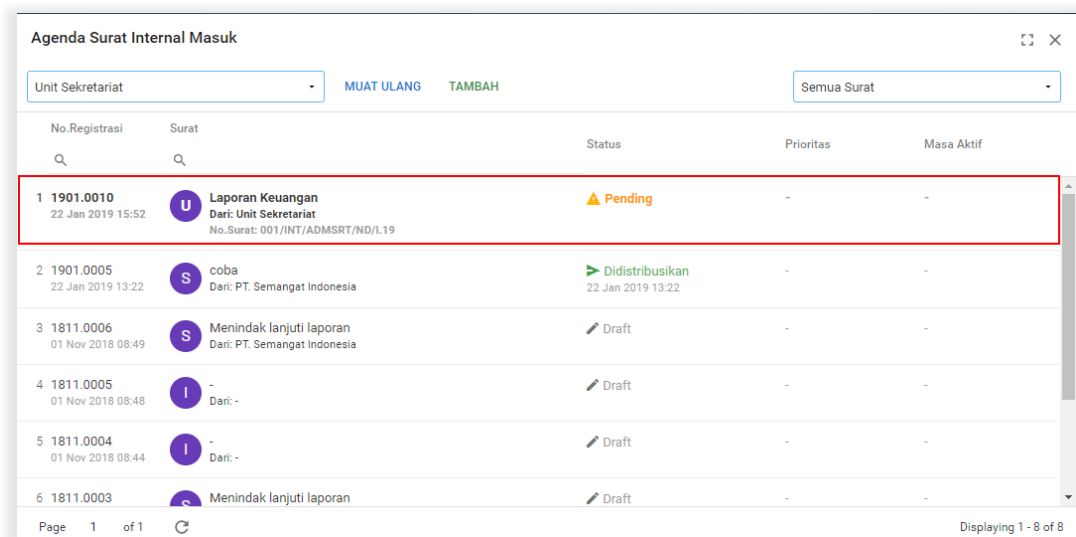 Agenda Surat Internal Masuk
Unit Sekretariat MUAT ULANG TAMBAH Semua Surat
No.Registrasi Surat Status Prioritas Masa Aktif
1 1901.0010 U Laporan Keuangan Pending - -
22 Jan 2019 15:52 Dari: Unit Sekretariat
No.Surat: 001/INT/ADMSRT/ND/I.19
2 1901.0005 S coba Didistribusikan - -
22 Jan 2019 13:22 Dari: PT. Semangat Indonesia 22 Jan 2019 13:22
3 1811.0006 S Menindak lanjuti laporan Draft - -
01 Nov 2018 08:49 Dari: PT. Semangat Indonesia
4 1811.0005 I - Draft - -
01 Nov 2018 08:48 Dari: -
5 1811.0004 I - Draft - -
01 Nov 2018 08:44 Dari: -
6 1811.0003 S Menindak lanjuti laporan Draft - -
Page 1 of 1 Displaying 1 - 8 of 8